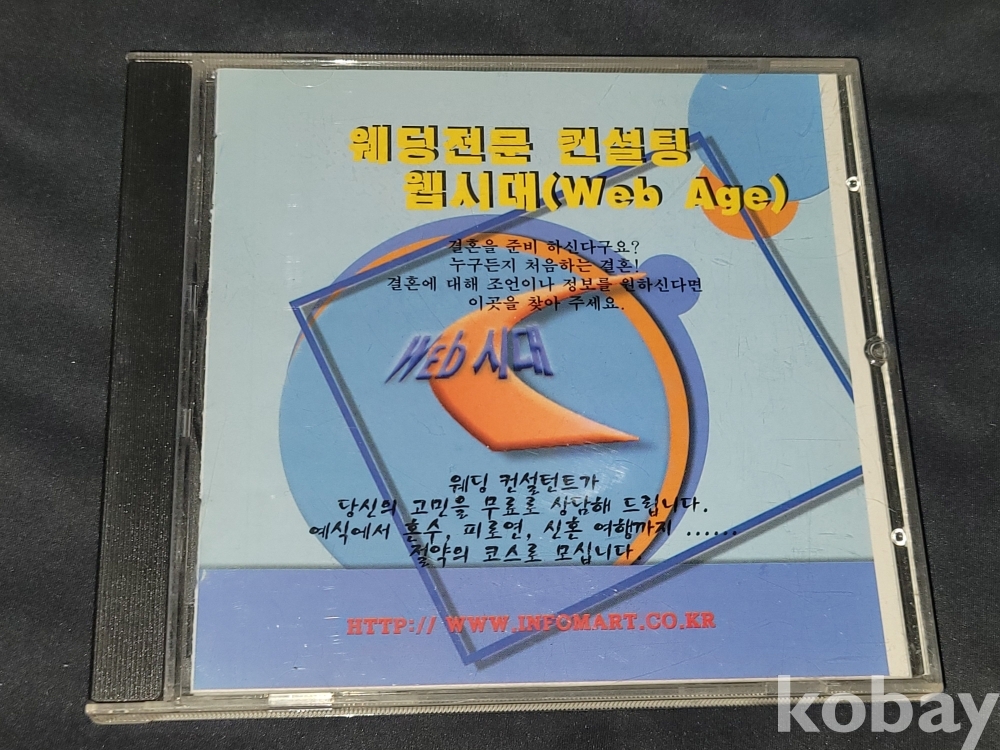 웨딩전문 컨설팅
웹시대(Web Age)
결혼을 준비 하신다구요?
누구든지 처음하는 결혼!
결혼에 대해 조언이나 정보를 원하신다면
이곳을 찾아 주세요.
Web 시대
웨딩 컨설턴트가
당신의 고민을 무료로 상담해 드립니다.
예식에서 혼수, 피로연, 신혼 여행까지 ......
절약의 코스로 모십니다.
HTTP:// WWW.INFOMART.CO.KR
kobay